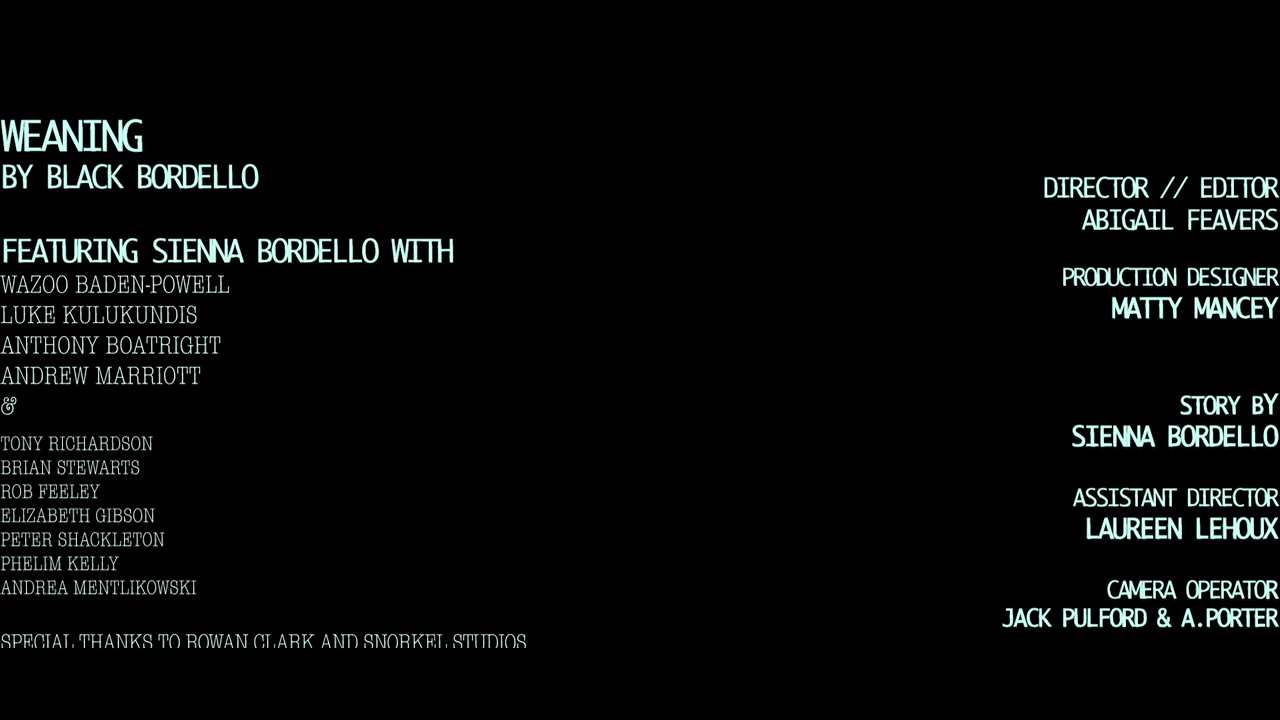 WEANING
BY BLACK BORDELLO
FEATURING SIENNA BORDELLO WITH
WAZOO BADEN-POWELL
LUKE KULUKUNDIS
ANTHONY BOATRIGHT
ANDREW MARRIOTT
&
TONY RICHARDSON
BRIAN STEWARTS
ROB FEELEY
ELIZABETH GIBSON
PETER SHACKLETON
PHELIM KELLY
ANDREA MENTLIKOWSKI
SPECIAL THANKS TO ROWAN CLARK AND SNORKEL STUDIOS
DIRECTOR // EDITOR
ABIGAIL FEAVERS
PRODUCTION DESIGNER
MATTY MANCEY
STORY BY
SIENNA BORDELLO
ASSISTANT DIRECTOR
LAUREEN LEHOUX
CAMERA OPERATOR
JACK PULFORD & A.PORTER